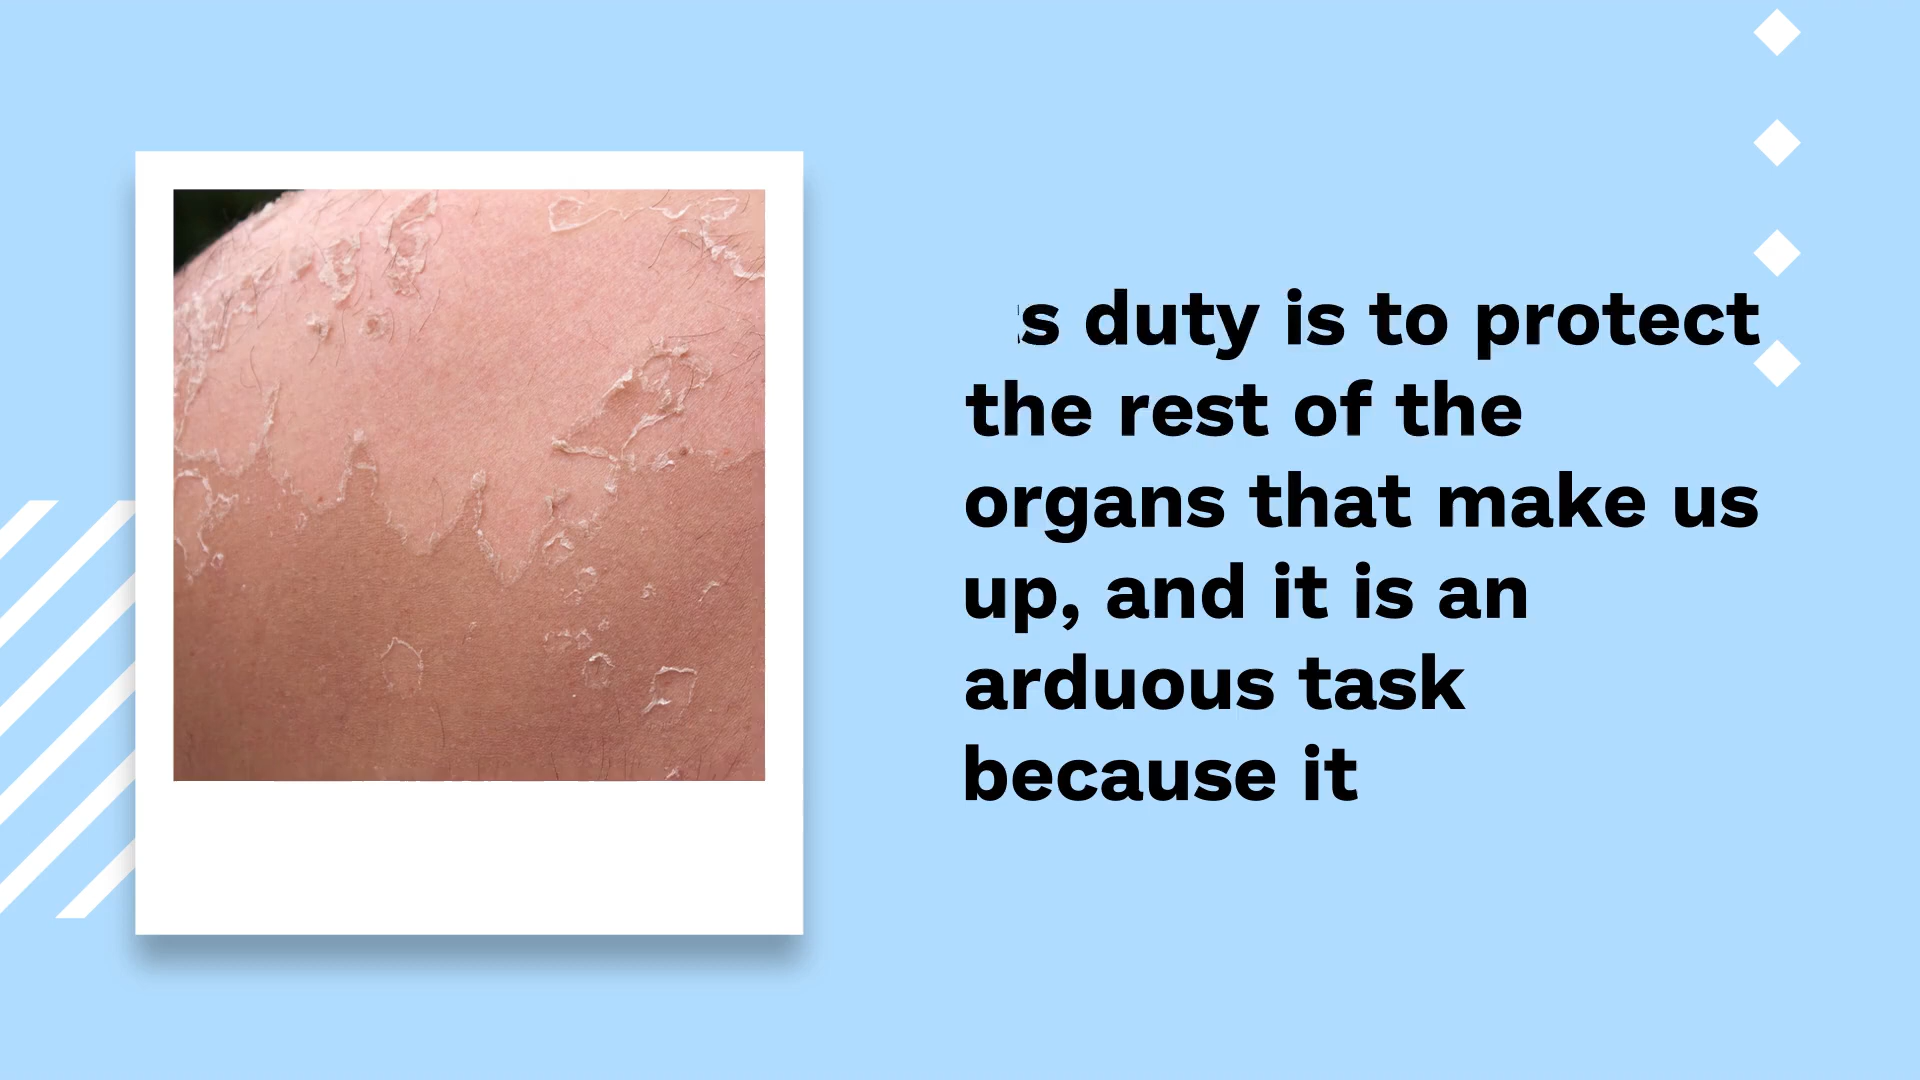 s duty is to protect
the rest of the
organs that make us
up, and it is an
arduous task
because it